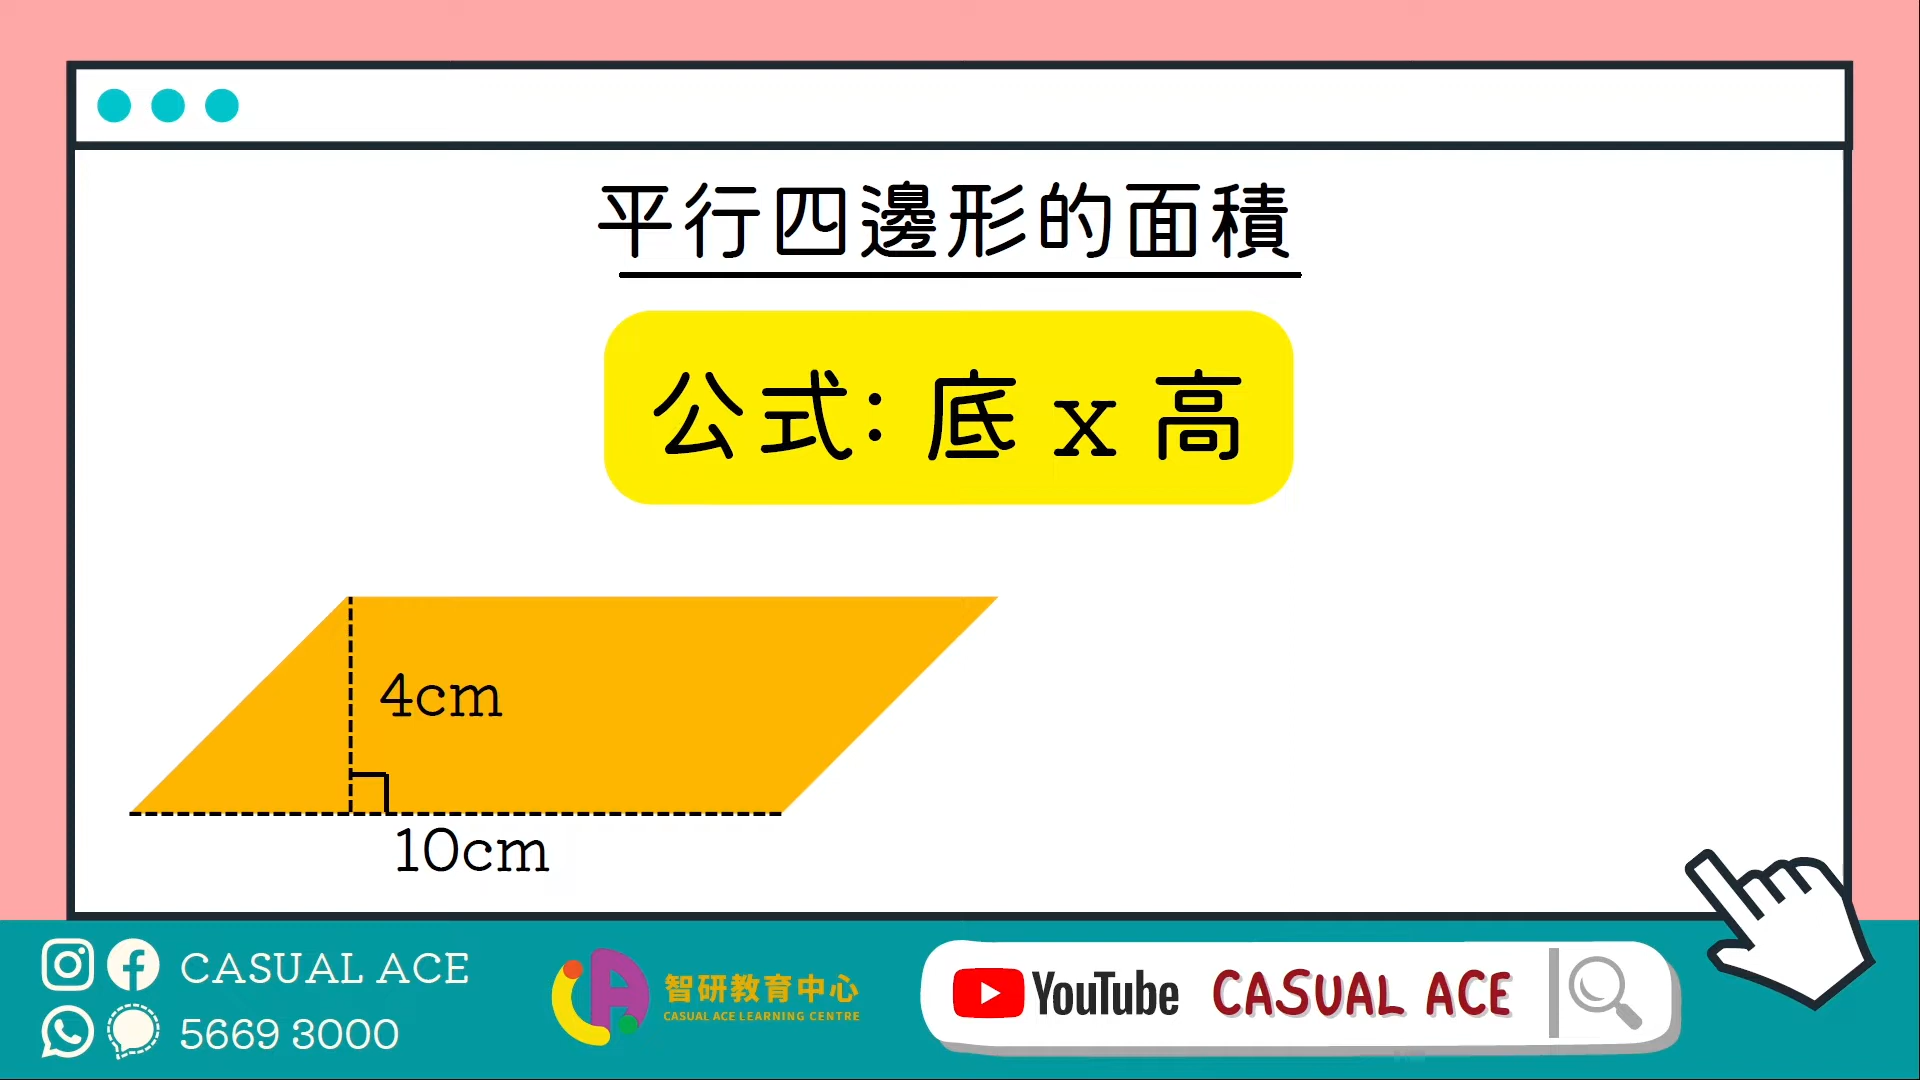 平行四邊形的面積
公式: 底 x 高
4cm
10cm
CASUAL ACE
5669 3000
智研教育中心
CASUAL ACE LEARNING CENTRE
YouTube CASUAL ACE